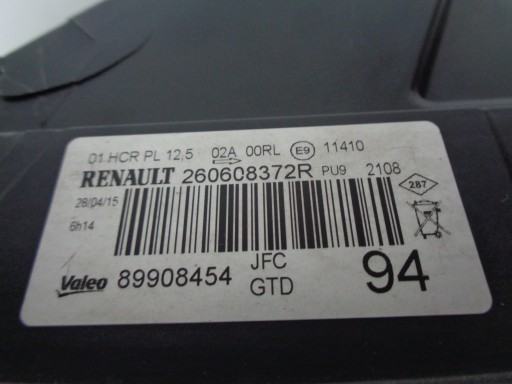 01 HCR PL 12,5 02A 00RL E9 11410
RENAULT 260608372R PU9 2108
28/04/15
6h14
287
Valeo 89908454 JFC
GTD
94